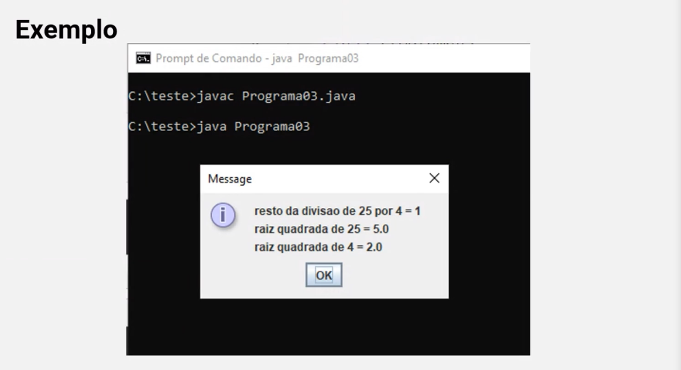 Exemplo
Prompt de Comando - java Programa03
C:\teste>javac Programa03.java
C:\teste>java Programa03
Message
resto da divisao de 25 por 4 = 1
raiz quadrada de 25 = 5.0
raiz quadrada de 4 = 2.0
OK